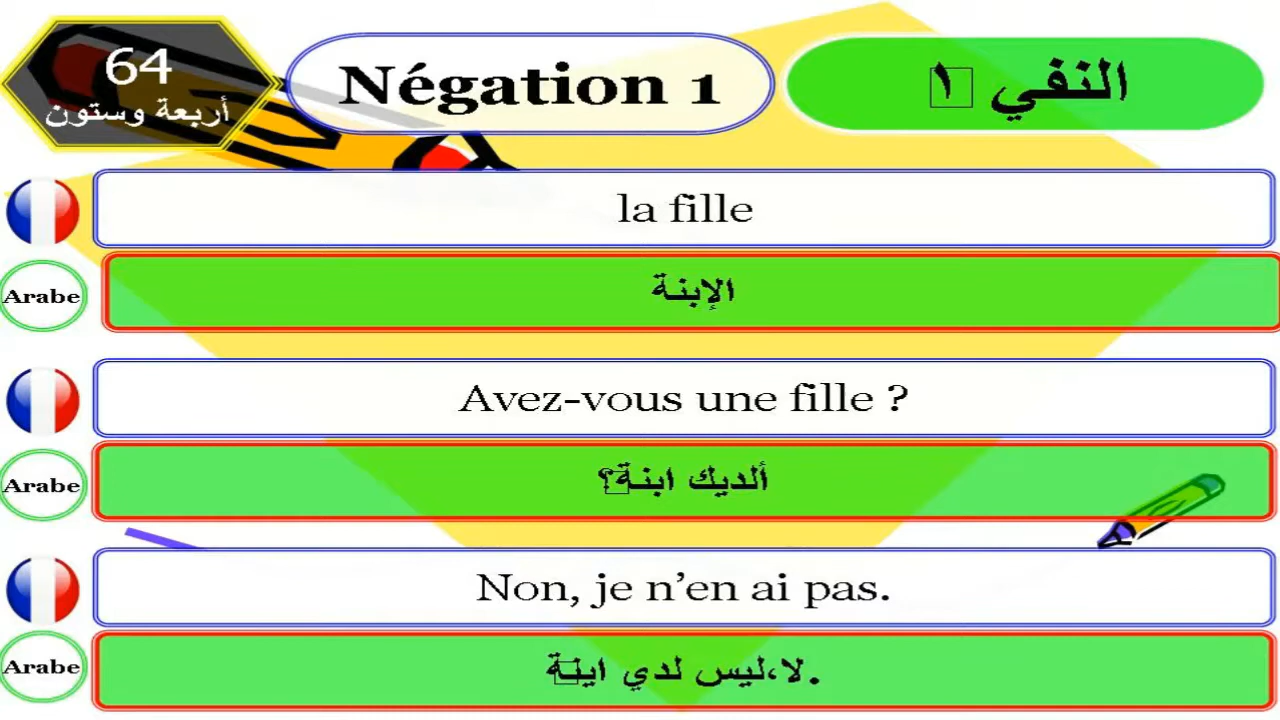 64
أربعة وستون
Négation 1
النفي ١
la fille
Arabe
الإبنة
Avez-vous une fille ?
Arabe
ألديك ابنة؟
Non, je n’en ai pas.
Arabe
لا،ليس لدي اينة.